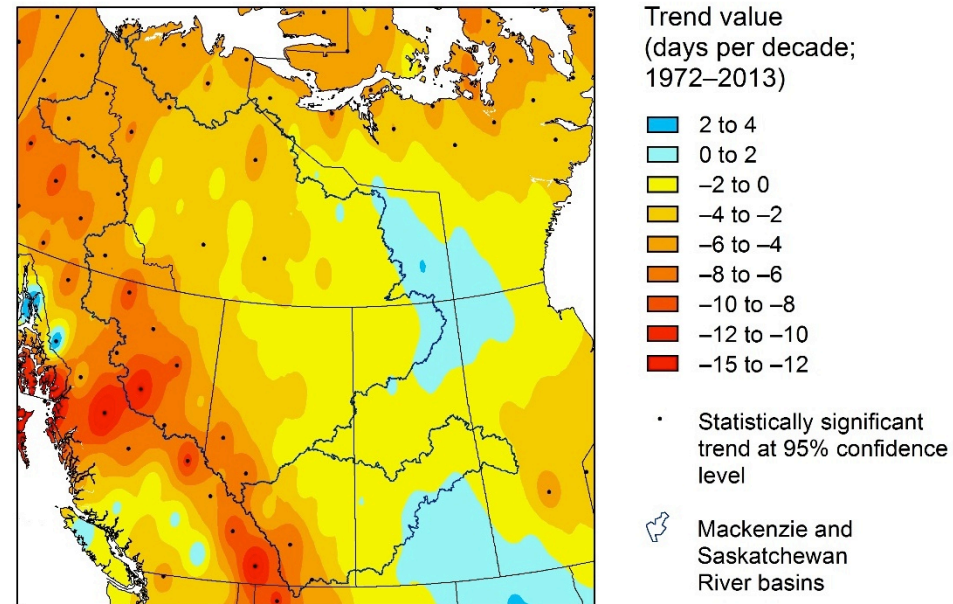 Trend value
(days per decade;
1972–2013)
2 to 4
0 to 2
–2 to 0
–4 to –2
–6 to –4
–8 to –6
–10 to –8
–12 to –10
–15 to –12
Statistically significant
trend at 95% confidence
level
Mackenzie and
Saskatchewan
River basins